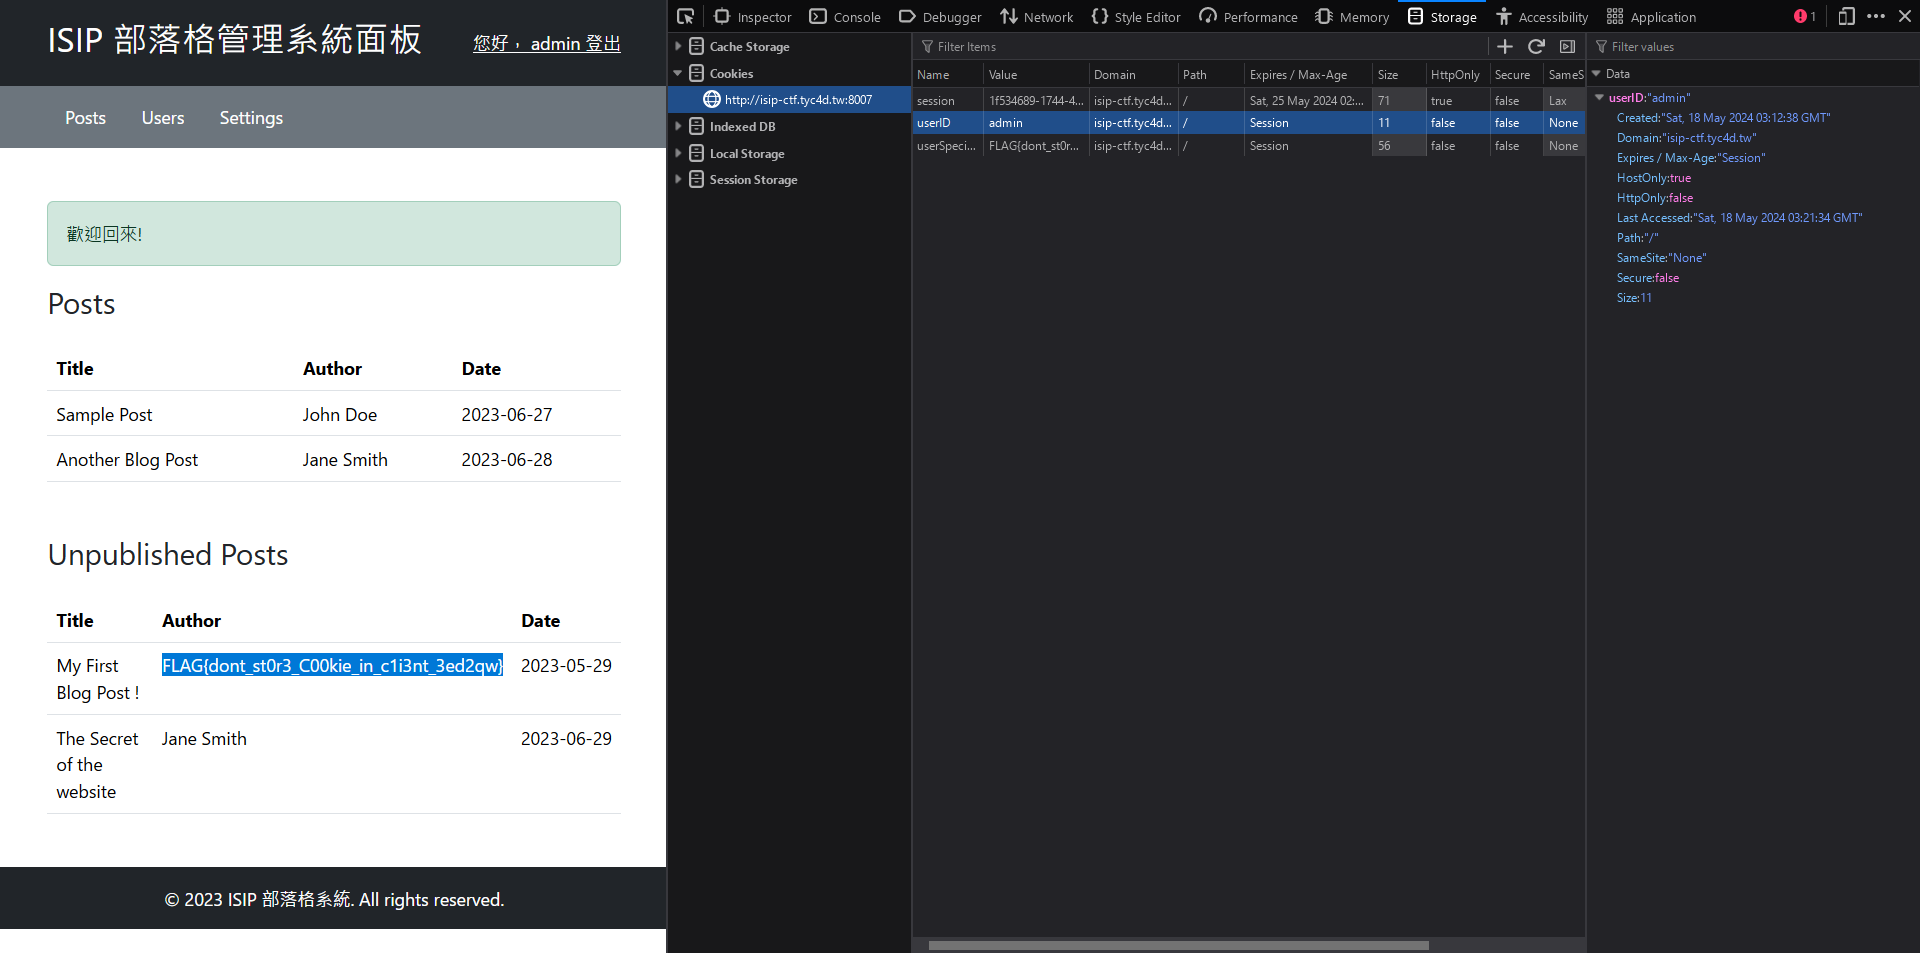 ISIP 部落格管理系統面板
您好， admin 登出
Posts Users Settings
歡迎回來!
Posts
Title Author Date
Sample Post John Doe 2023-06-27
Another Blog Post Jane Smith 2023-06-28
Unpublished Posts
Title Author Date
My First FLAG{dont_st0r3_C00kie_in_c1i3nt_3ed2qw} 2023-05-29
Blog Post !
The Secret Jane Smith 2023-06-29
of the
website
© 2023 ISIP 部落格系統. All rights reserved.
Inspector Console Debugger Network Style Editor Performance Memory Storage Accessibility Application 1
Cache Storage
Cookies
http://isip-ctf.tyc4d.tw:8007
Indexed DB
Local Storage
Session Storage
Filter Items
Name Value Domain Path Expires / Max-Age Size HttpOnly Secure SameS
session 1f534689-1744-4... isip-ctf.tyc4d... / Sat, 25 May 2024 02:... 71 true false Lax
userID admin isip-ctf.tyc4d... / Session 11 false false None
userSpeci... FLAG{dont_st0r... isip-ctf.tyc4d... / Session 56 false false None
Filter values
Data
userID:"admin"
Created:"Sat, 18 May 2024 03:12:38 GMT"
Domain:"isip-ctf.tyc4d.tw"
Expires / Max-Age:"Session"
HostOnly:true
HttpOnly:false
Last Accessed:"Sat, 18 May 2024 03:21:34 GMT"
Path:"/"
SameSite:"None"
Secure:false
Size:11